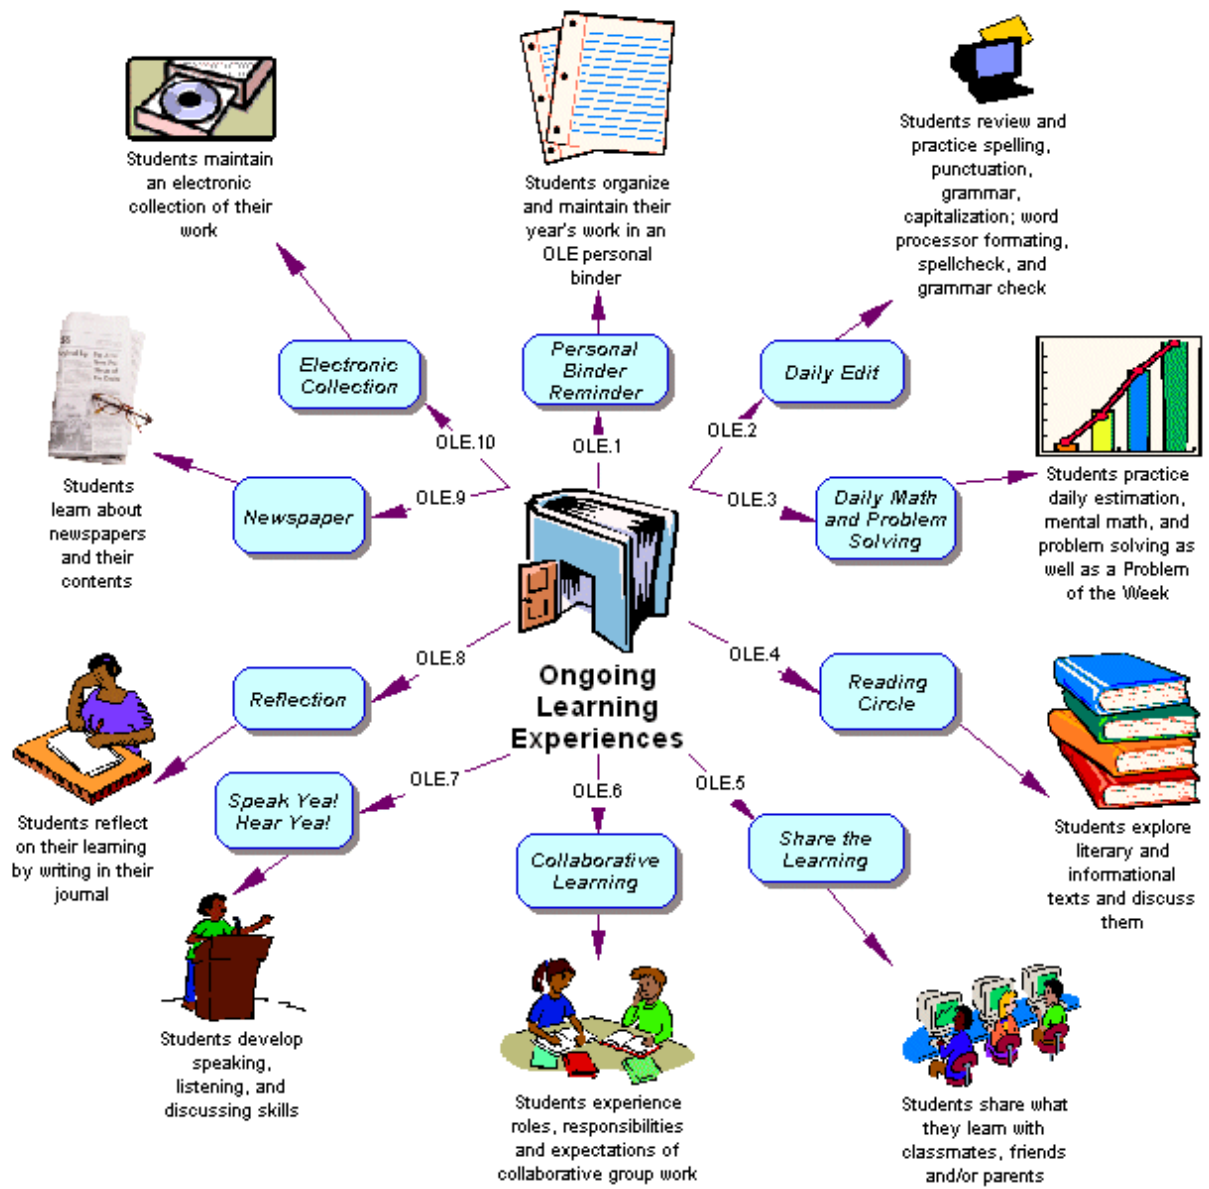 Ongoing
Learning
Experiences
OLE.1
Personal
Binder
Reminder
Students organize
and maintain their
year's work in an
OLE personal
binder
OLE.2
Daily Edit
Students review and
practice spelling,
punctuation,
grammar,
capitalization; word
processor formating,
spellcheck, and
grammar check
OLE.3
Daily Math
and Problem
Solving
Students practice
daily estimation,
mental math, and
problem solving as
well as a Problem
of the Week
OLE.4
Reading
Circle
Students explore
literary and
informational
texts and discuss
them
OLE.5
Share the
Learning
Students share what
they learn with
classmates, friends
and/or parents
OLE.6
Collaborative
Learning
Students experience
roles, responsibilities
and expectations of
collaborative group work
OLE.7
Speak Yea!
Hear Yea!
Students develop
speaking,
listening, and
discussing skills
OLE.8
Reflection
Students reflect
on their learning
by writing in their
journal
OLE.9
Newspaper
Students
learn about
newspapers
and their
contents
OLE.10
Electronic
Collection
Students maintain
an electronic
collection of their
work